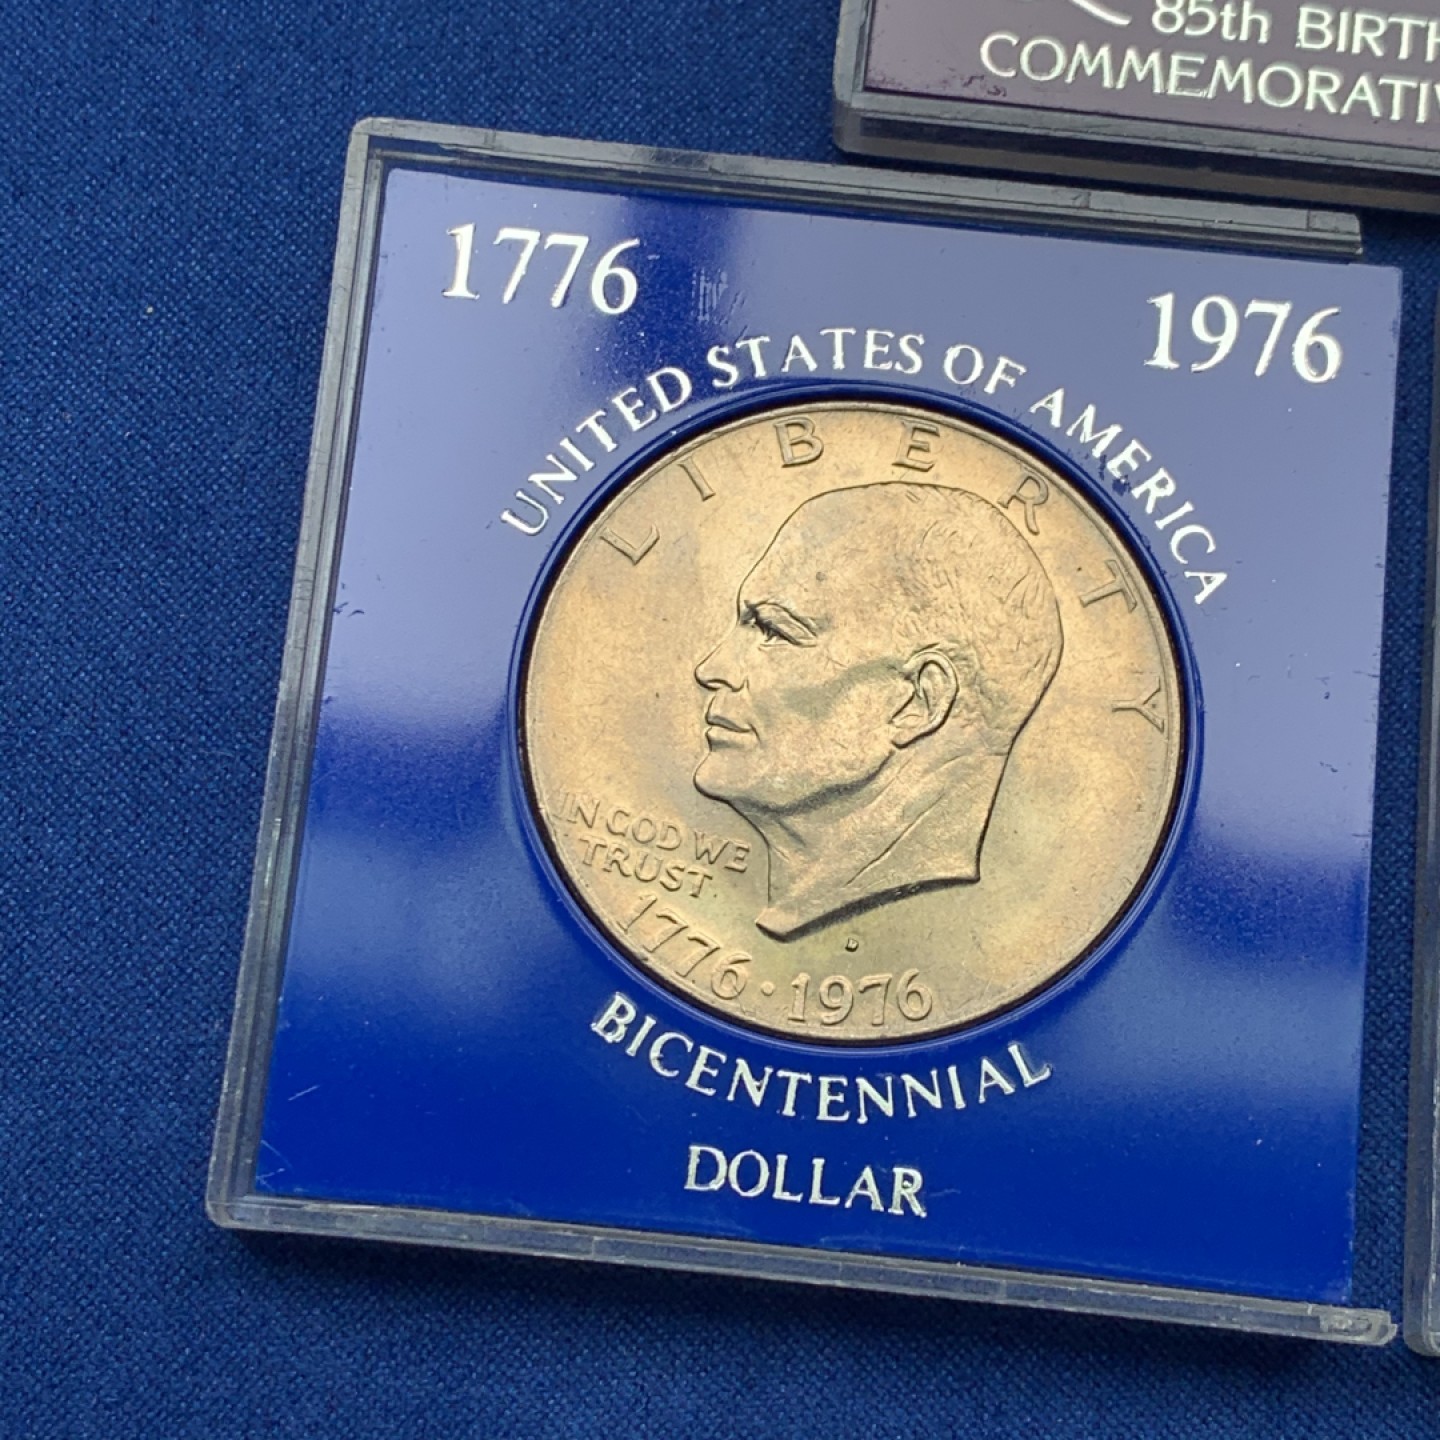 85th BIRTH
COMMEMORATIV
1776
1976
UNITED STATES OF AMERICA
LIBERTY
IN GOD WE
TRUST
D
1776 · 1976
BICENTENNIAL
DOLLAR